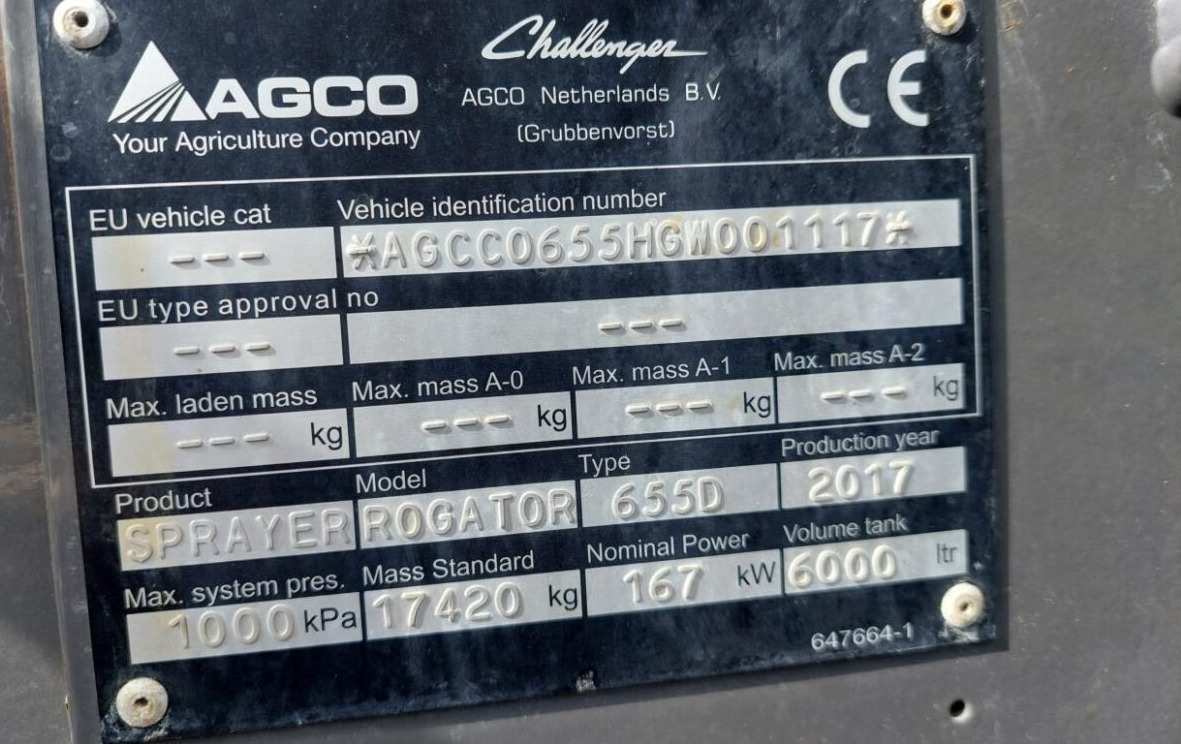 AGCO
Your Agriculture Company
Challenger
AGCO Netherlands B.V.
(Grubbenvorst)
CE
EU vehicle cat Vehicle identification number
--- *AGCC0655HGW001117*
EU type approval no
--- ---
Max. laden mass Max. mass A-0 Max. mass A-1 Max. mass A-2
--- kg --- kg --- kg --- kg
Product Model Type Production year
SPRAYER ROGATOR 655D 2017
Max. system pres. Mass Standard Nominal Power Volume tank
1000 kPa 17420 kg 167 kW 6000 ltr
647664-1